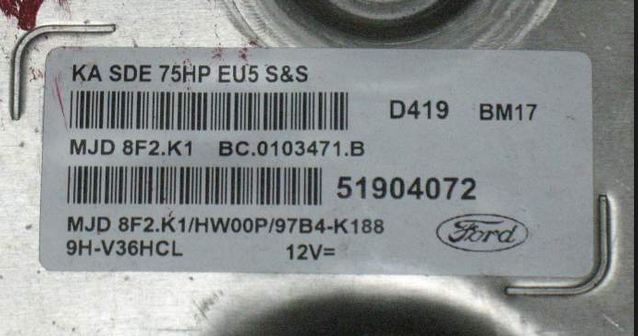 KA SDE 75HP EU5 S&S
D419 BM17
MJD 8F2.K1 BC.0103471.B
51904072
MJD 8F2.K1/HW00P/97B4-K188
9H-V36HCL 12V=
Ford